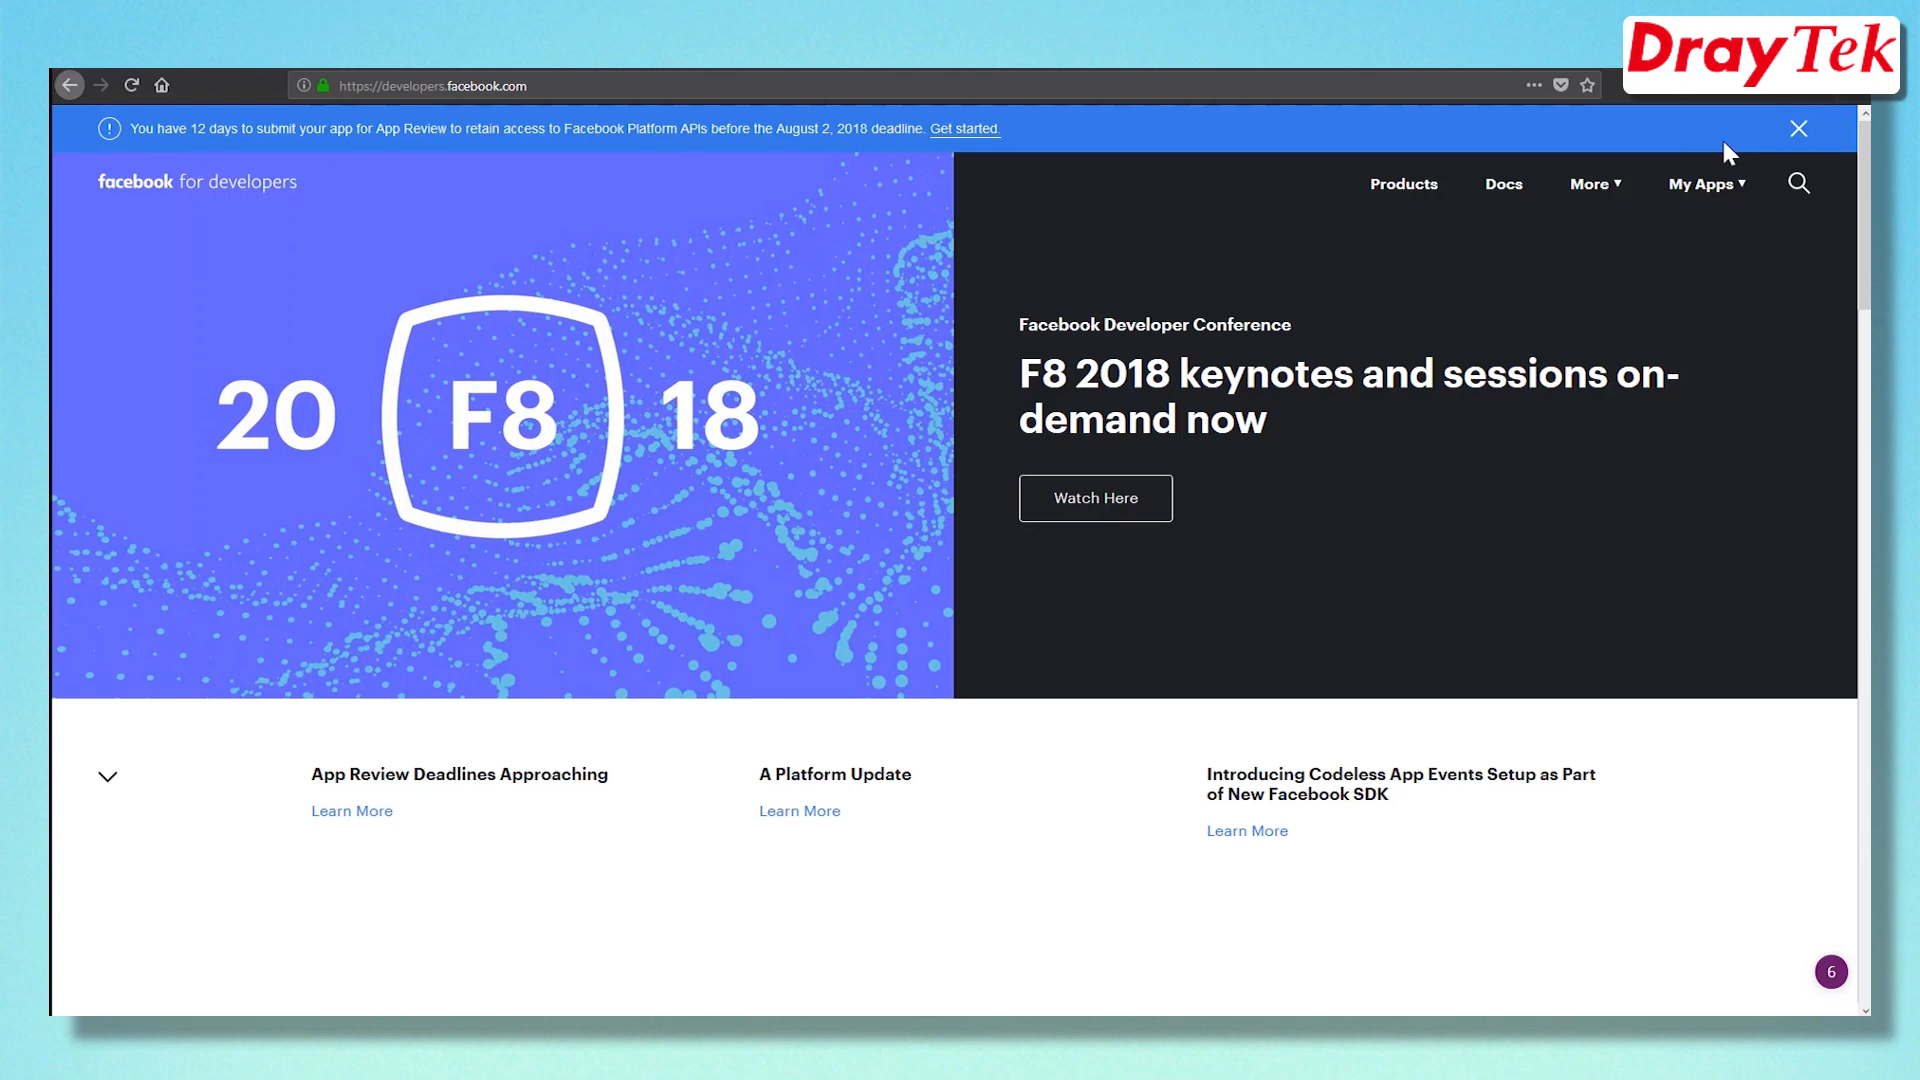 DrayTek
https://developers.facebook.com
You have 12 days to submit your app for App Review to retain access to Facebook Platform APIs before the August 2, 2018 deadline. Get started.
facebook for developers
Products
Docs
More
My Apps
20 F8 18
Facebook Developer Conference
F8 2018 keynotes and sessions on-
demand now
Watch Here
App Review Deadlines Approaching
Learn More
A Platform Update
Learn More
Introducing Codeless App Events Setup as Part
of New Facebook SDK
Learn More
6